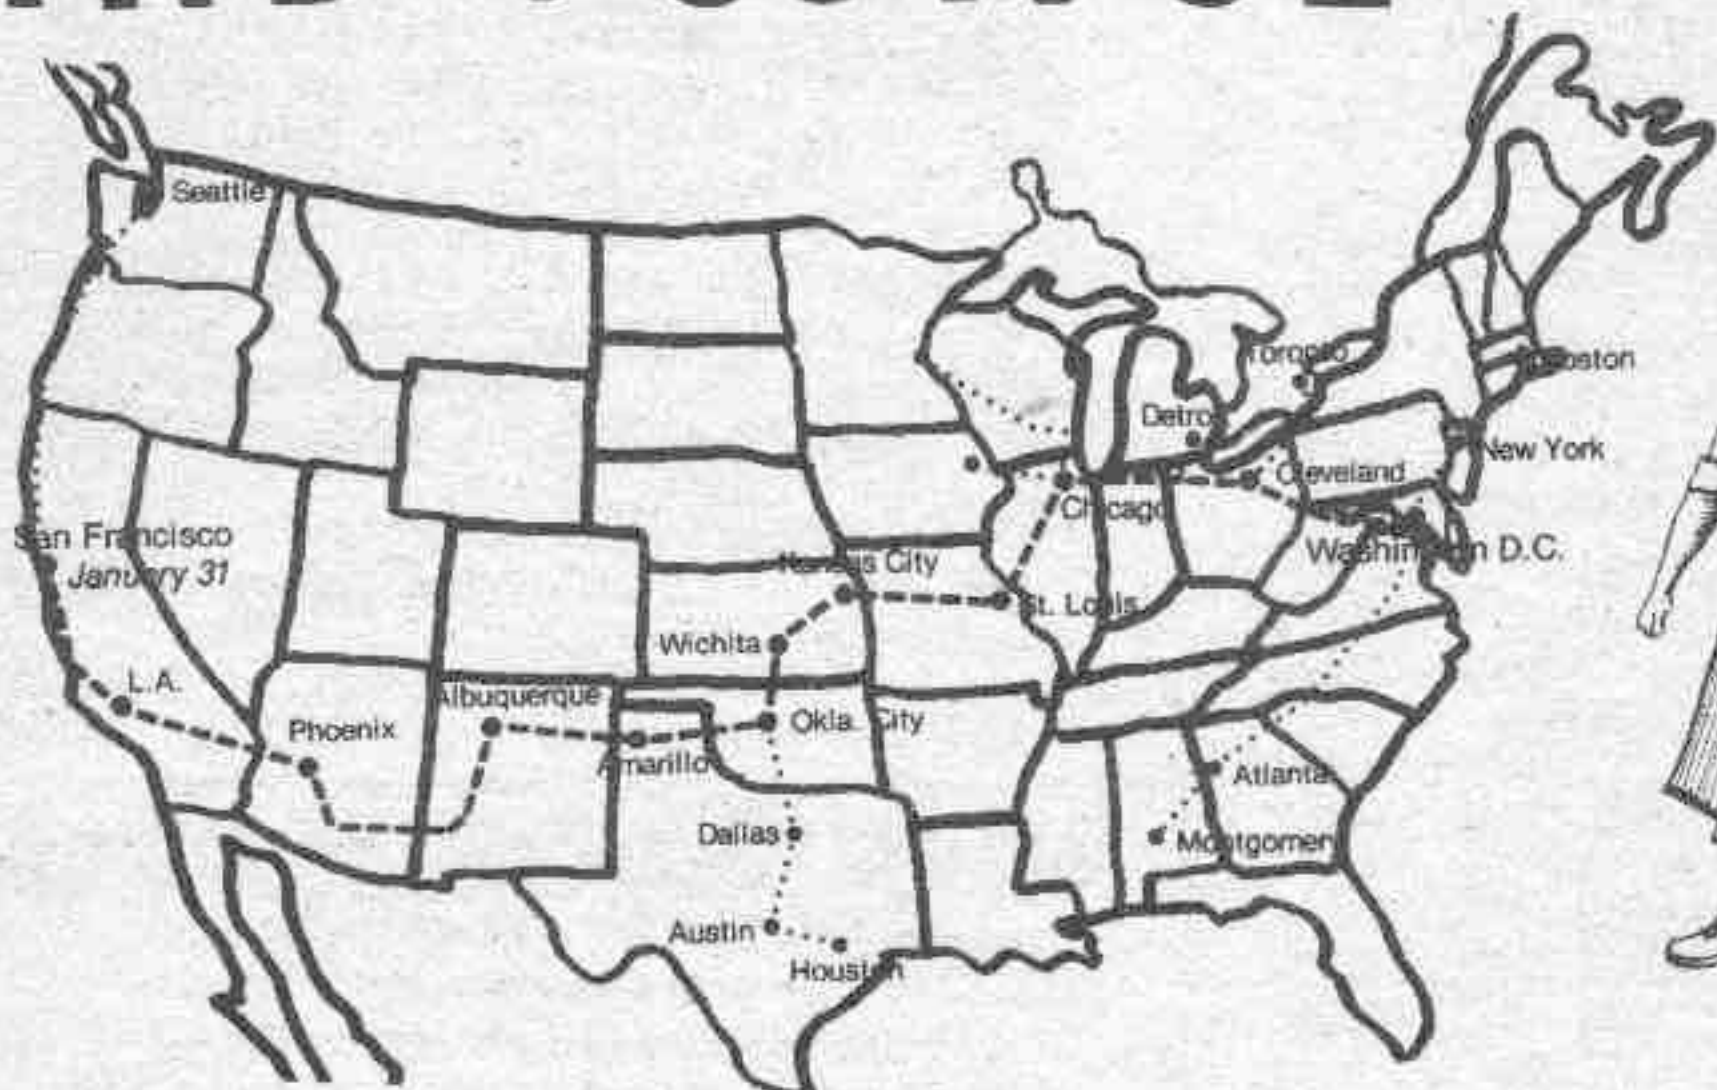 Seattle
Toronto
Boston
Detro
New York
Cleveland
Chicago
San Francisco
January 31
Washington D.C.
Kansas City
St. Louis
Wichita
L.A.
Albuquerque
Phoenix
Okla. City
Amarillo
Atlanta
Dallas
Montgomery
Austin
Houston